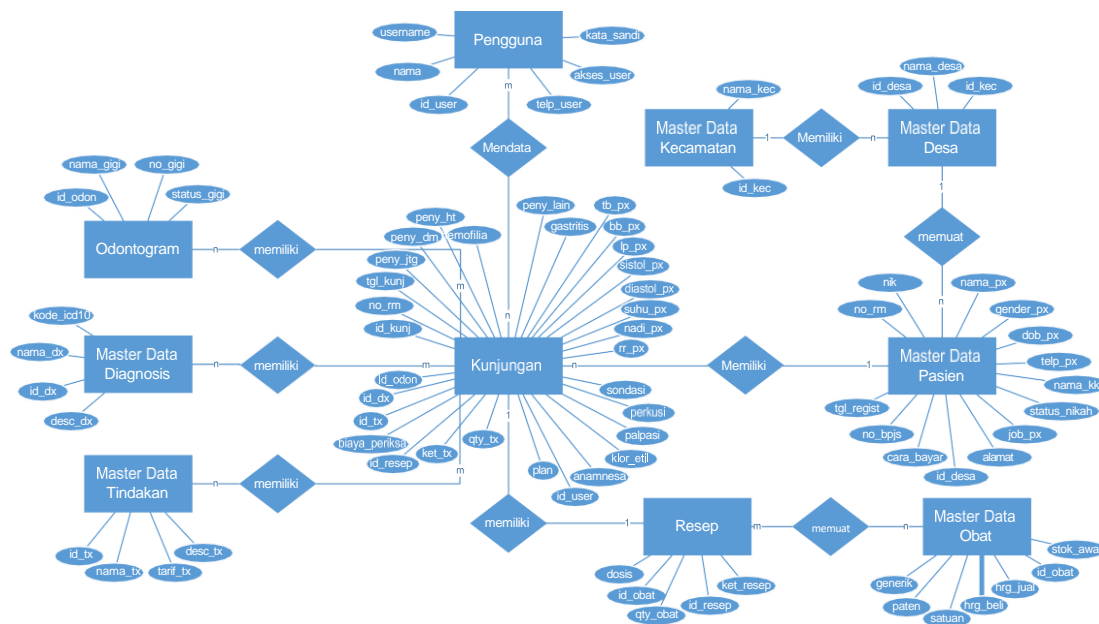 username
Pengguna
kata_sandi
nama
akses_user
id_user
m
telp_user
Mendata
nama_kec
Master Data
Kecamatan
1
Memiliki
n
nama_desa
id_desa
id_kec
Master Data
Desa
id_kec
1
memuat
n
nama_gigi
no_gigi
id_odon
status_gigi
Odontogram
n
memiliki
m
peny_ht
peny_dm
emofilia
peny_lain
gastritis
tb_px
bb_px
lp_px
sistol_px
diastol_px
suhu_px
nadi_px
rr_px
peny_jtg
tgl_kunj
no_rm
id_kunj
n
kode_icd10
nama_dx
Master Data
Diagnosis
id_dx
desc_dx
n
memiliki
m
Kunjungan
n
Memiliki
1
nik
nama_px
no_rm
gender_px
dob_px
Master Data
Pasien
telp_px
nama_kk
status_nikah
tgl_regist
no_bpjs
cara_bayar
id_desa
alamat
job_px
Id_odon
id_dx
id_tx
biaya_periksa
id_resep
ket_tx
qty_tx
1
plan
id_user
anamnesa
klor_etil
palpasi
perkusi
sondasi
Master Data
Tindakan
n
memiliki
m
id_tx
nama_tx
tarif_tx
desc_tx
memiliki
1
Resep
m
memuat
n
Master Data
Obat
dosis
id_obat
qty_obat
id_resep
ket_resep
generik
paten
satuan
hrg_beli
hrg_jual
id_obat
stok_awa